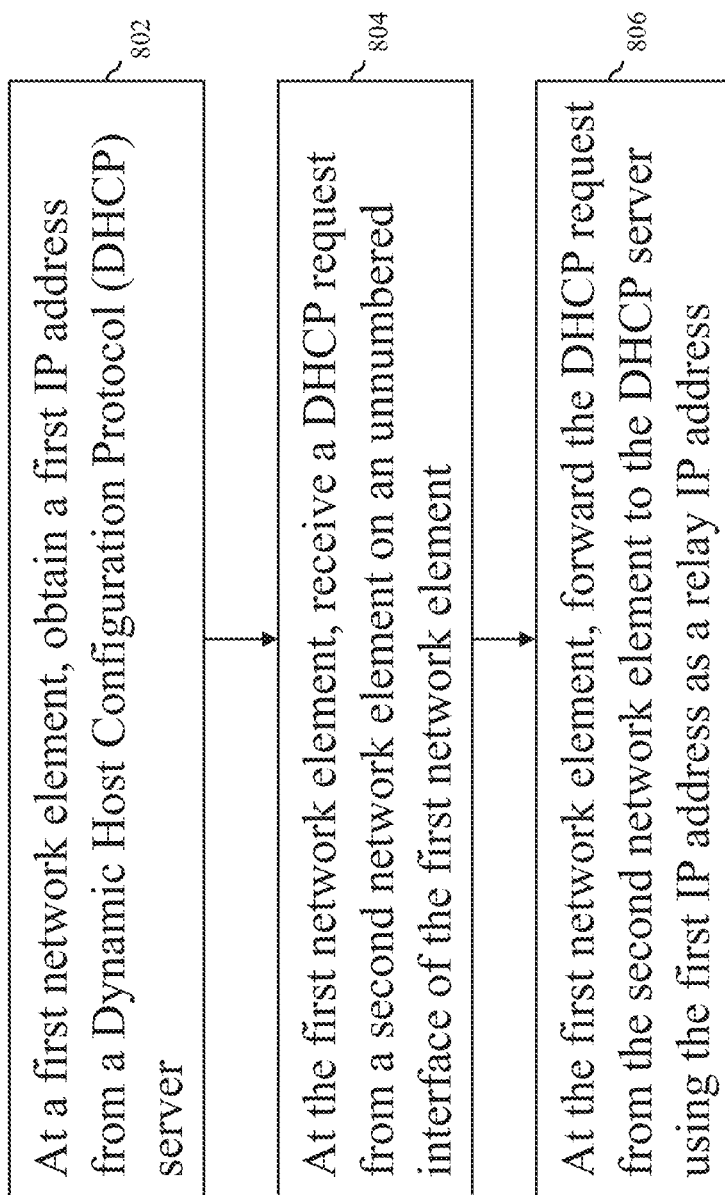 802
At a first network element, obtain a first IP address
from a Dynamic Host Configuration Protocol (DHCP)
server
804
At the first network element, receive a DHCP request
from a second network element on an unnumbered
interface of the first network element
806
At the first network element, forward the DHCP request
from the second network element to the DHCP server
using the first IP address as a relay IP address